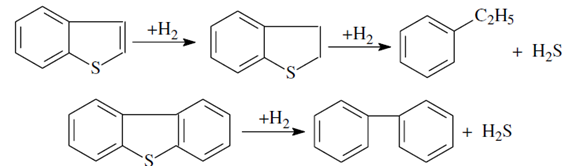 +H₂ +H₂ C₂H₅ + H₂S
S S
+H₂ + H₂S
S